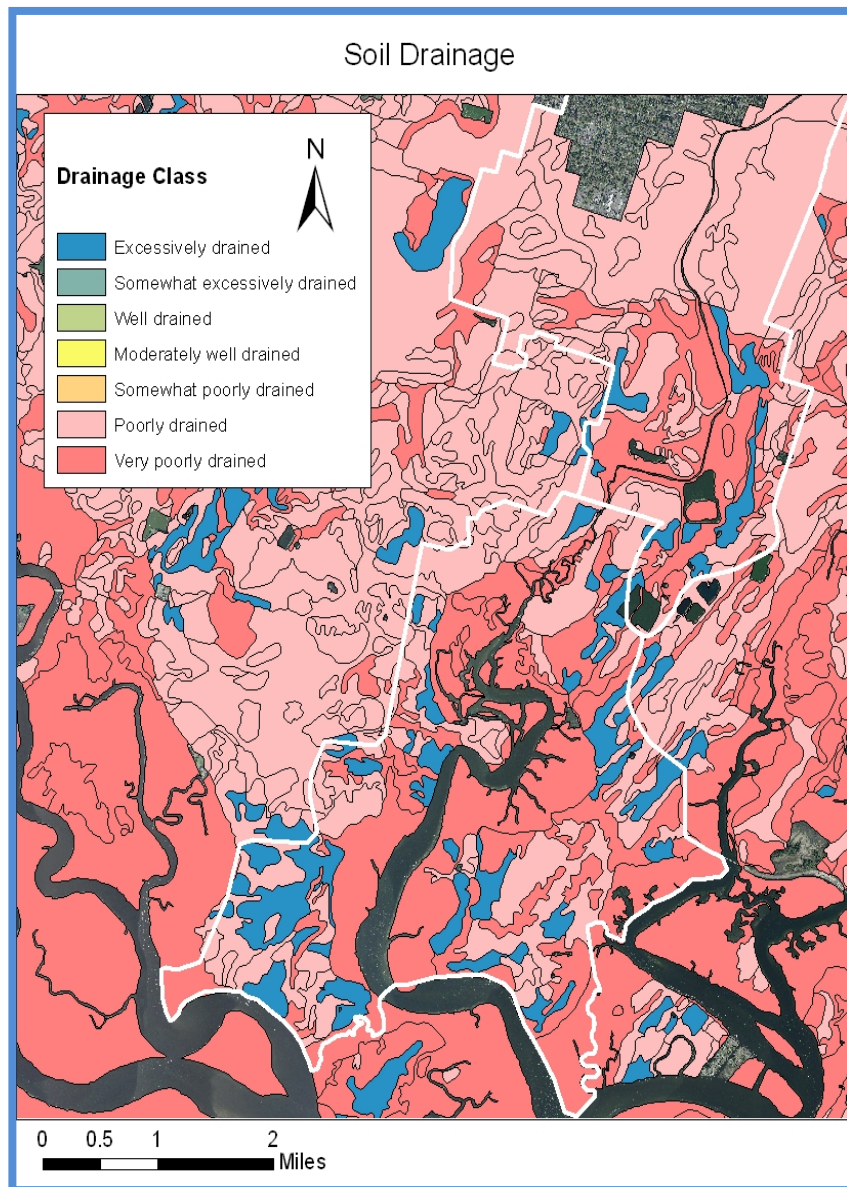 Soil Drainage
N
Drainage Class
Excessively drained
Somewhat excessively drained
Well drained
Moderately well drained
Somewhat poorly drained
Poorly drained
Very poorly drained
0 0.5 1 2
Miles